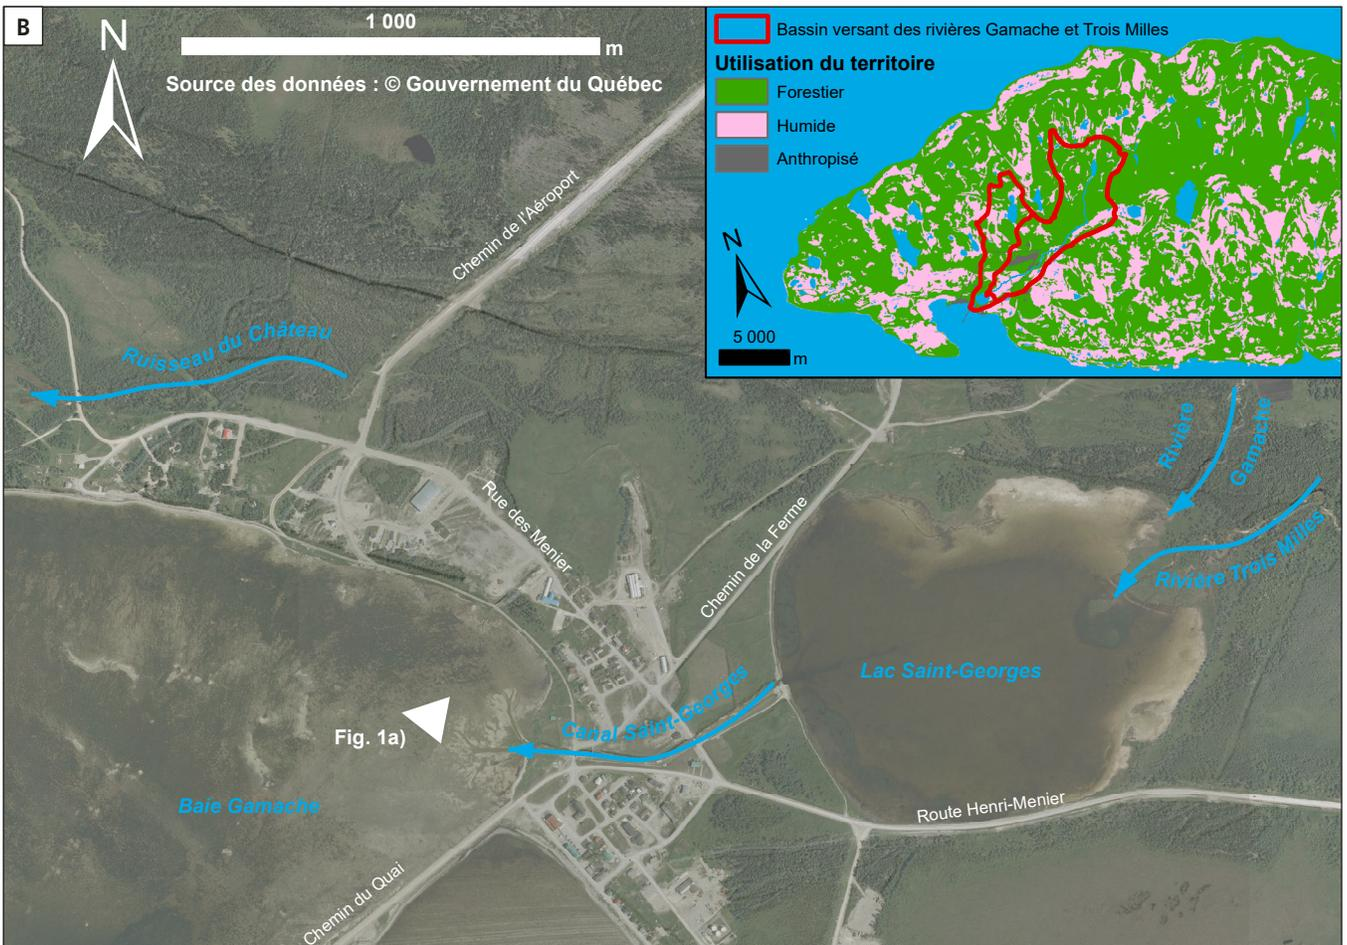 B
N
1 000
m
Source des données : © Gouvernement du Québec
Bassin versant des rivières Gamache et Trois Milles
Utilisation du territoire
Forestier
Humide
Anthropisé
N
5 000
m
Chemin de l'Aéroport
Ruisseau du Château
Rivière
Gamache
Rivière Trois Milles
Rue des Menier
Chemin de la Ferme
Lac Saint-Georges
Canal Saint-Georges
Fig. 1a)
Baie Gamache
Route Henri-Menier
Chemin du Quai